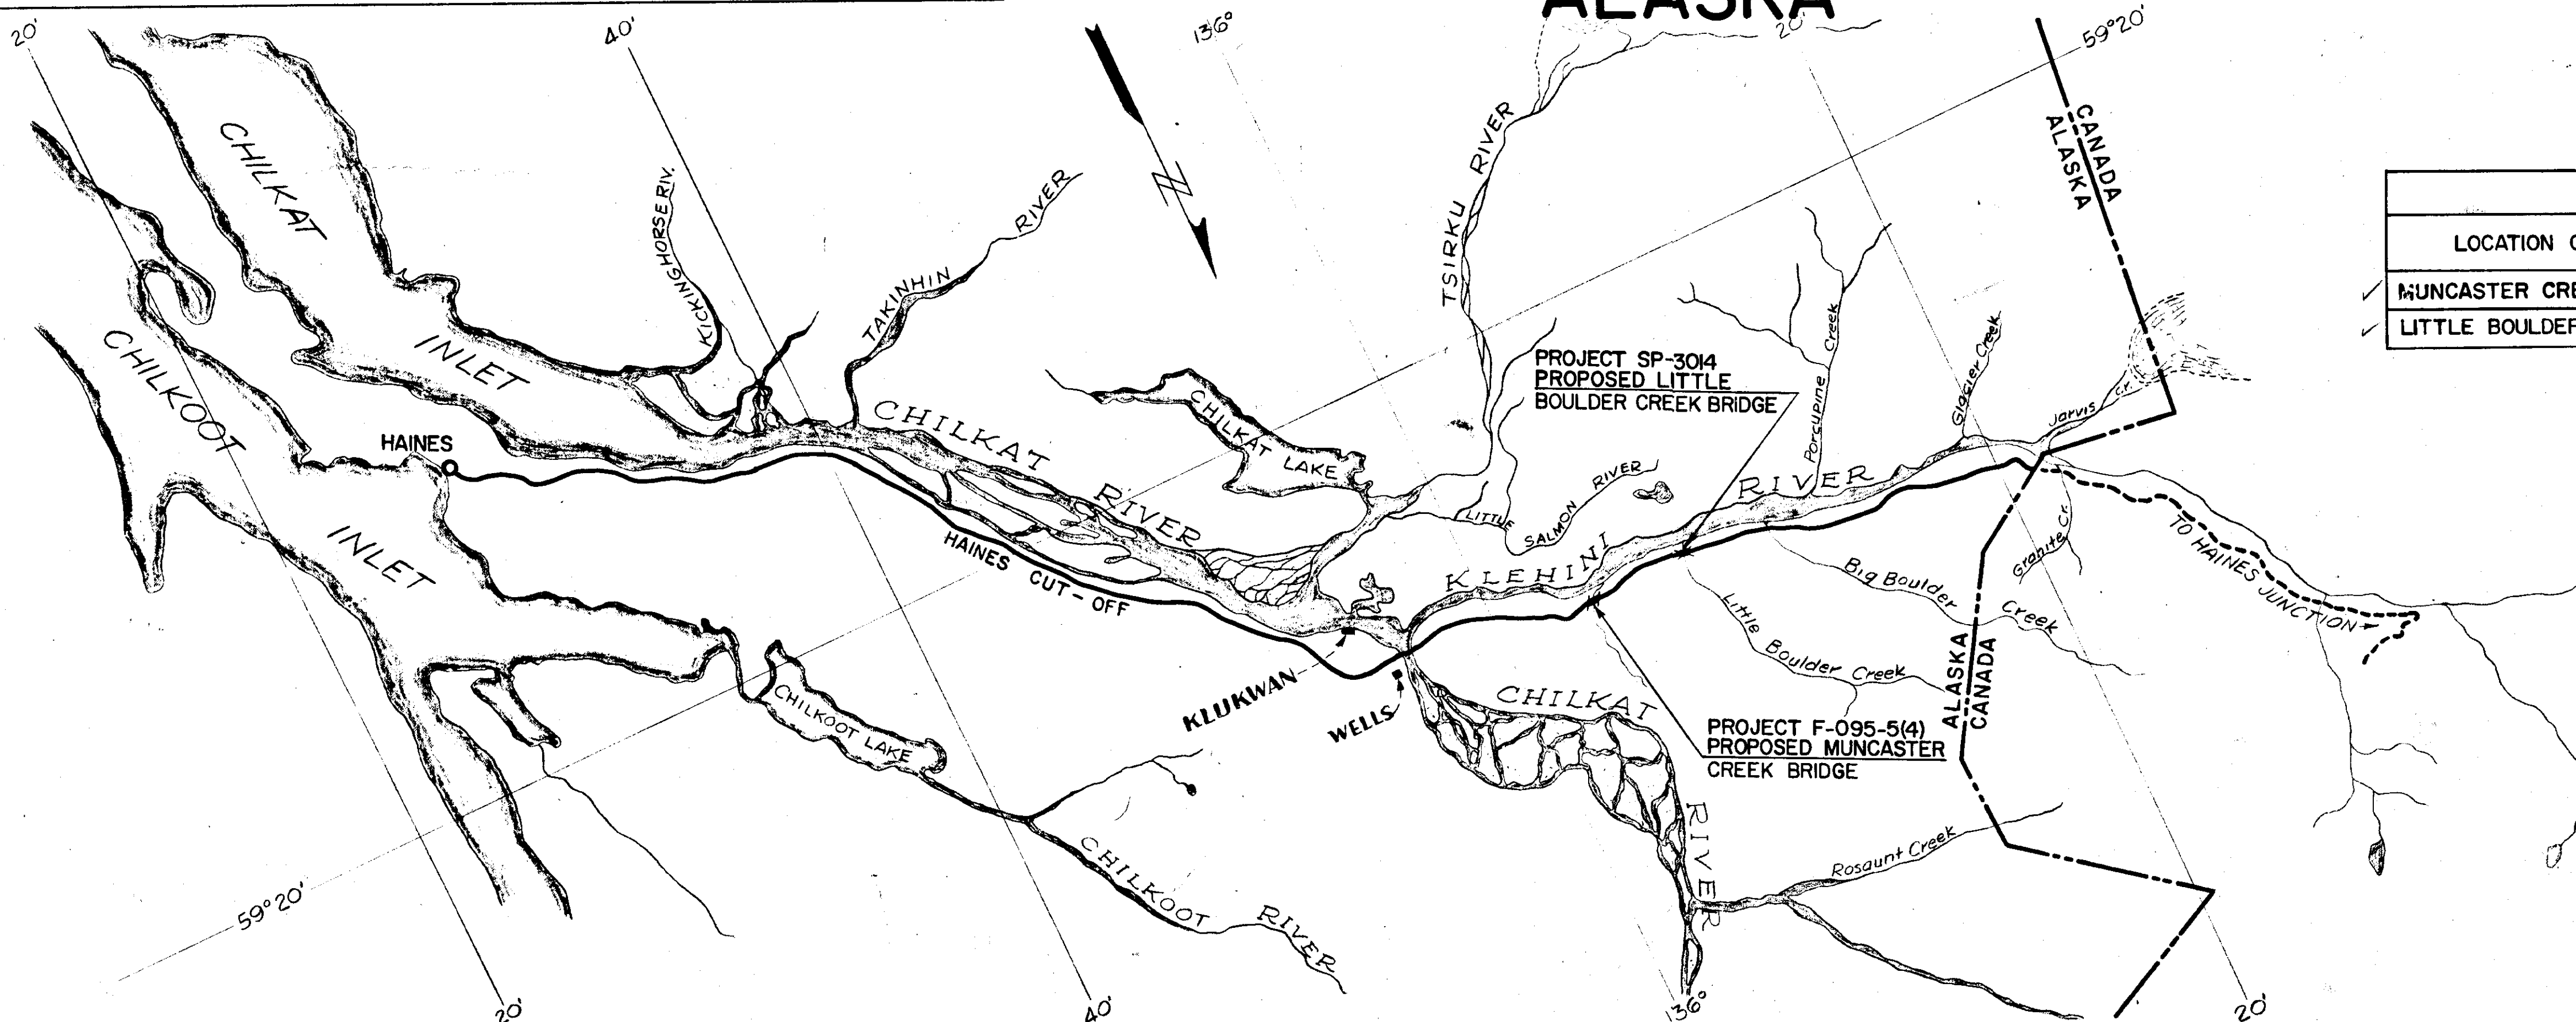 ALASKA
20'
40'
136°
20'
59°20'
CANADA
ALASKA
CHILKAT
INLET
KICKINGHORSE RIV.
TAKINHIN
RIVER
TSIRKU RIVER
LOCATION
MUNCASTER CRE
LITTLE BOULDER
CHILKOOT
INLET
HAINES
CHILKAT
RIVER
CHILKAT LAKE
PROJECT SP-3014
PROPOSED LITTLE
BOULDER CREEK BRIDGE
Porcupine Creek
Glacier Creek
Jarvis Cr.
LITTLE
SALMON RIVER
KLEHINI
RIVER
HAINES CUT-OFF
Granite Cr.
TO HAINES JUNCTION
Big Boulder
Creek
Little
Boulder Creek
ALASKA
CANADA
KLUKWAN
WELLS
CHILKAT
RIVER
PROJECT F-095-5(4)
PROPOSED MUNCASTER
CREEK BRIDGE
CHILKOOT LAKE
Rosaunt Creek
CHILKOOT
RIVER
59°20'
20'
40'
136°
20'